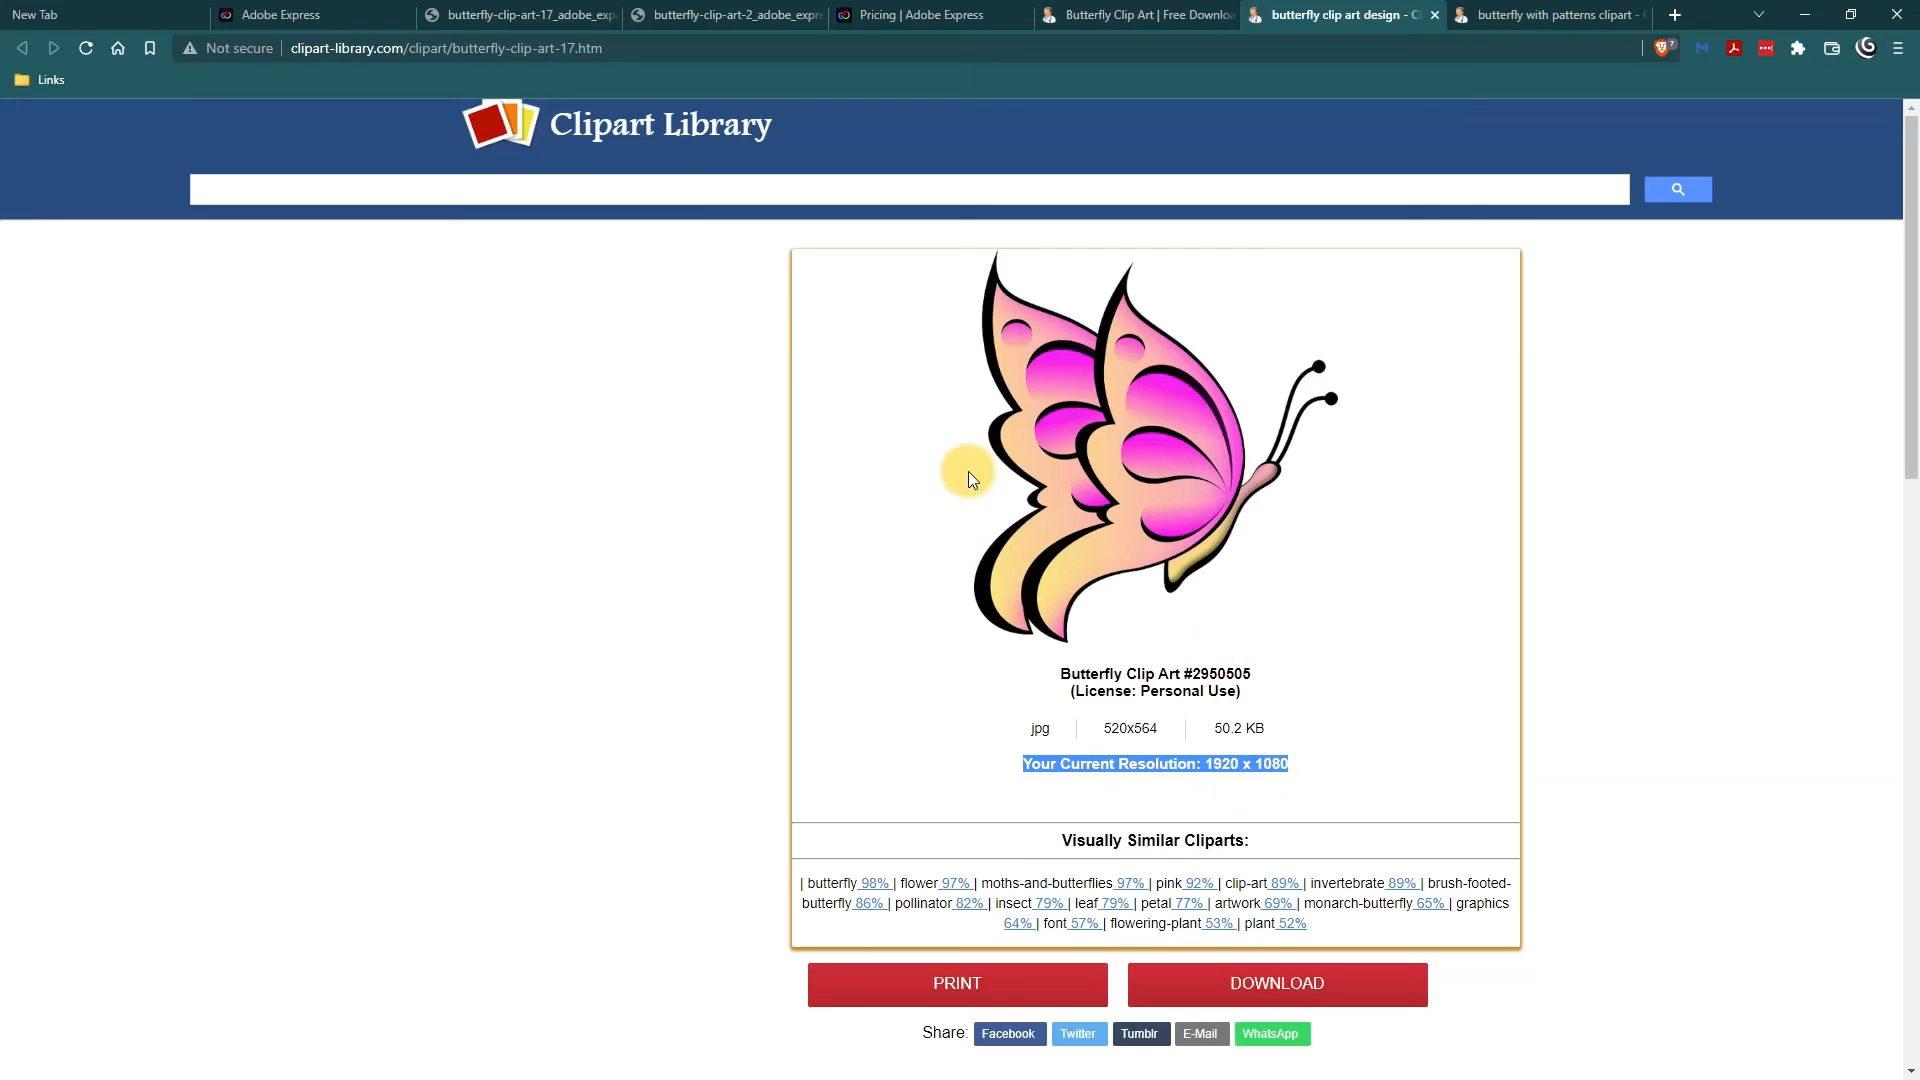 New Tab
Adobe Express
butterfly-clip-art-17_adobe_exp
butterfly-clip-art-2_adobe_expre
Pricing | Adobe Express
Butterfly Clip Art | Free Downloa
butterfly clip art design - C
butterfly with patterns clipart - C
Not secure
clipart-library.com/clipart/butterfly-clip-art-17.htm
7
Links
Clipart Library
Butterfly Clip Art #2950505
(License: Personal Use)
jpg 520x564 50.2 KB
Your Current Resolution: 1920 x 1080
Visually Similar Cliparts:
| butterfly 98% | flower 97% | moths-and-butterflies 97% | pink 92% | clip-art 89% | invertebrate 89% | brush-footed-
butterfly 86% | pollinator 82% | insect 79% | leaf 79% | petal 77% | artwork 69% | monarch-butterfly 65% | graphics
64% | font 57% | flowering-plant 53% | plant 52%
PRINT
DOWNLOAD
Share: Facebook Twitter Tumblr E-Mail WhatsApp